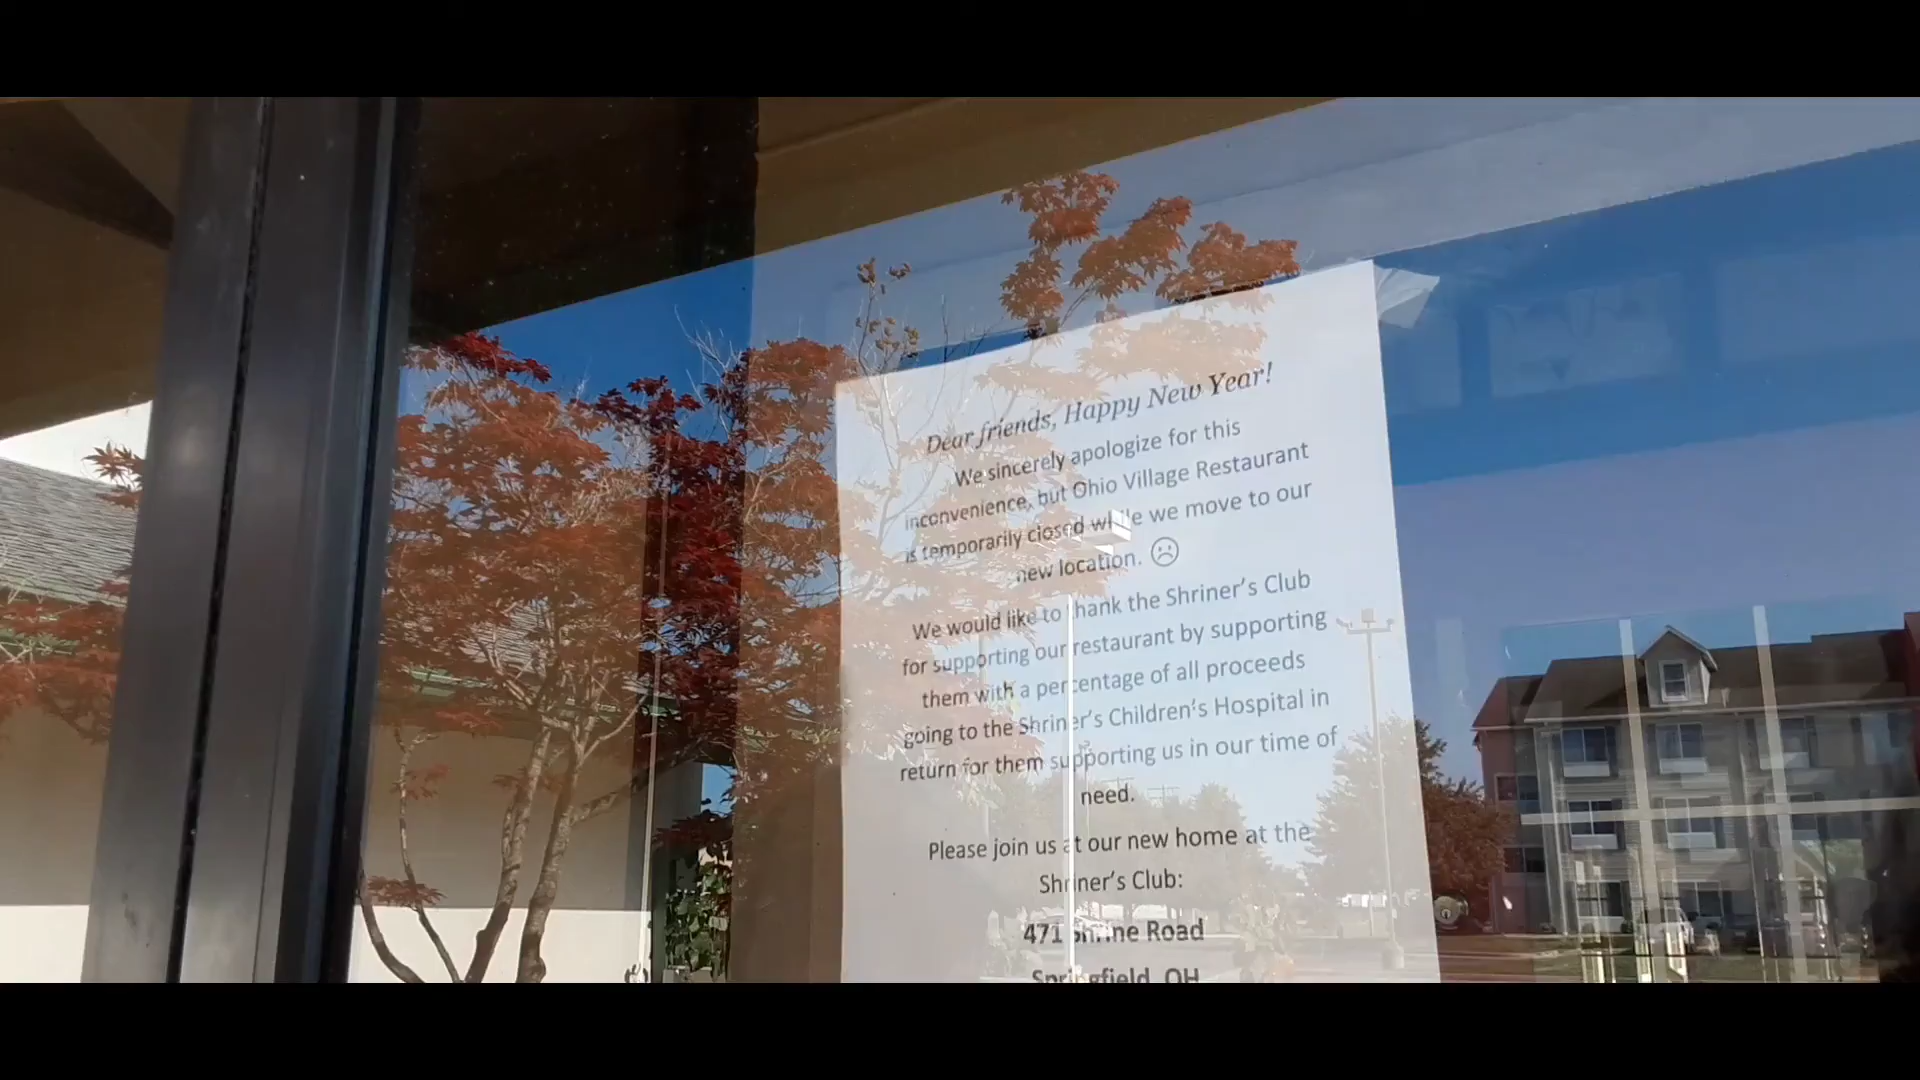 Dear friends, Happy New Year!
We sincerely apologize for this
inconvenience, but Ohio Village Restaurant
is temporarily closed while we move to our
new location. ☹
We would like to thank the Shriner's Club
for supporting our restaurant by supporting
them with a percentage of all proceeds
going to the Shriner's Children's Hospital in
return for them supporting us in our time of
need.
Please join us at our new home at the
Shriner's Club:
471 Shrine Road
Springfield, OH